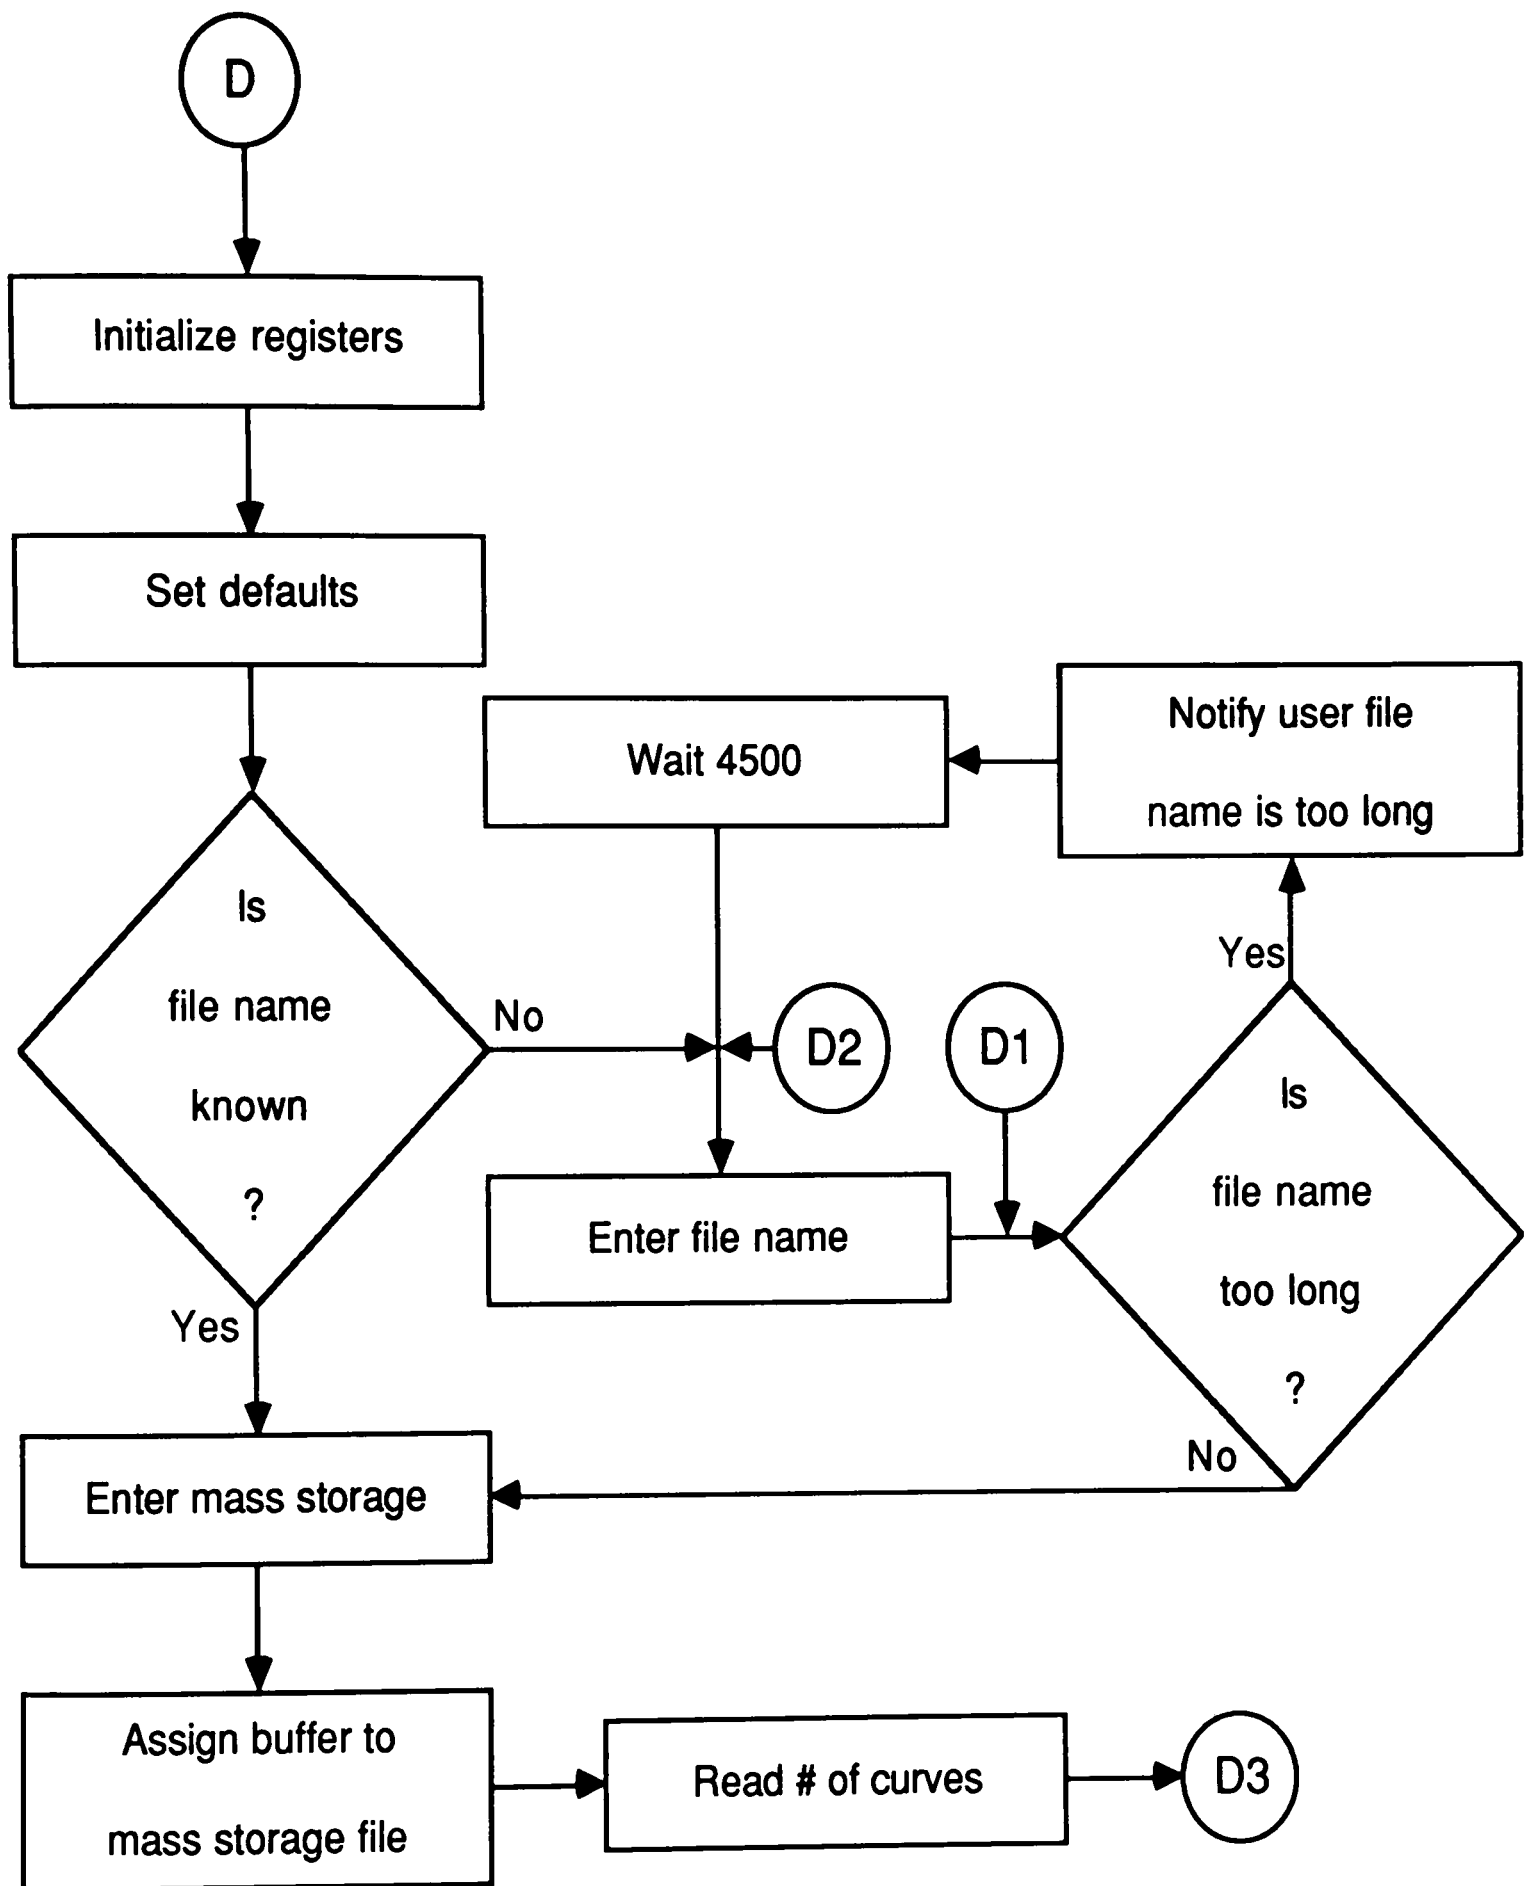 D
Initialize registers
Set defaults
Is
file name
known
?
No
Yes
Wait 4500
Notify user file
name is too long
Yes
D2
D1
Enter file name
Is
file name
too long
?
No
Enter mass storage
Assign buffer to
mass storage file
Read # of curves
D3